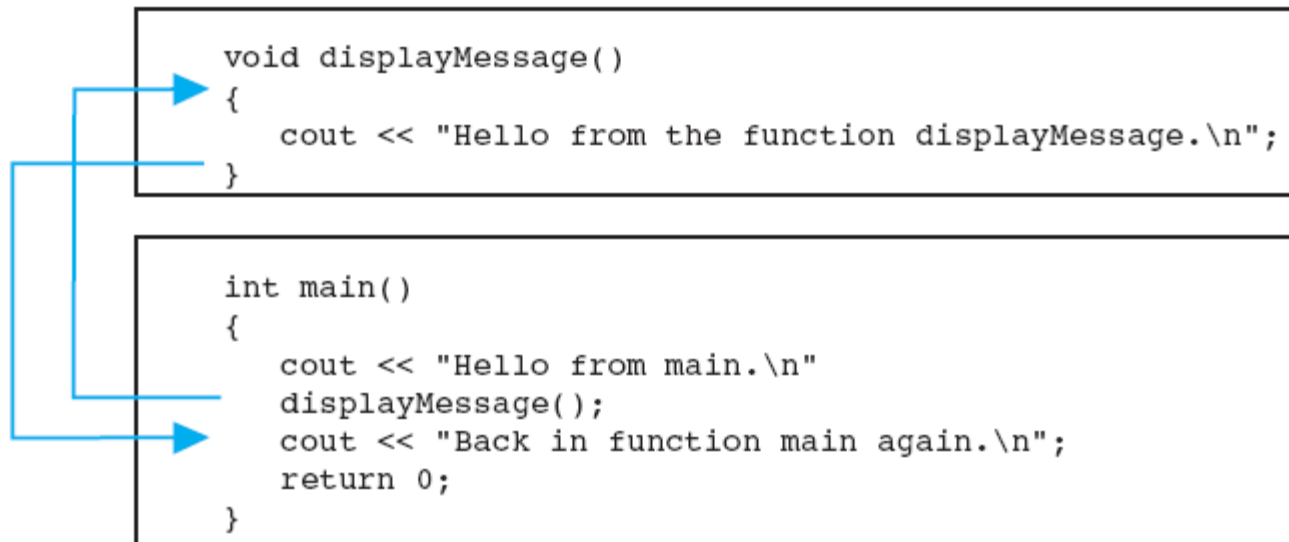 void displayMessage()
{
   cout << "Hello from the function displayMessage.\n";
}
int main()
{
   cout << "Hello from main.\n"
   displayMessage();
   cout << "Back in function main again.\n";
   return 0;
}